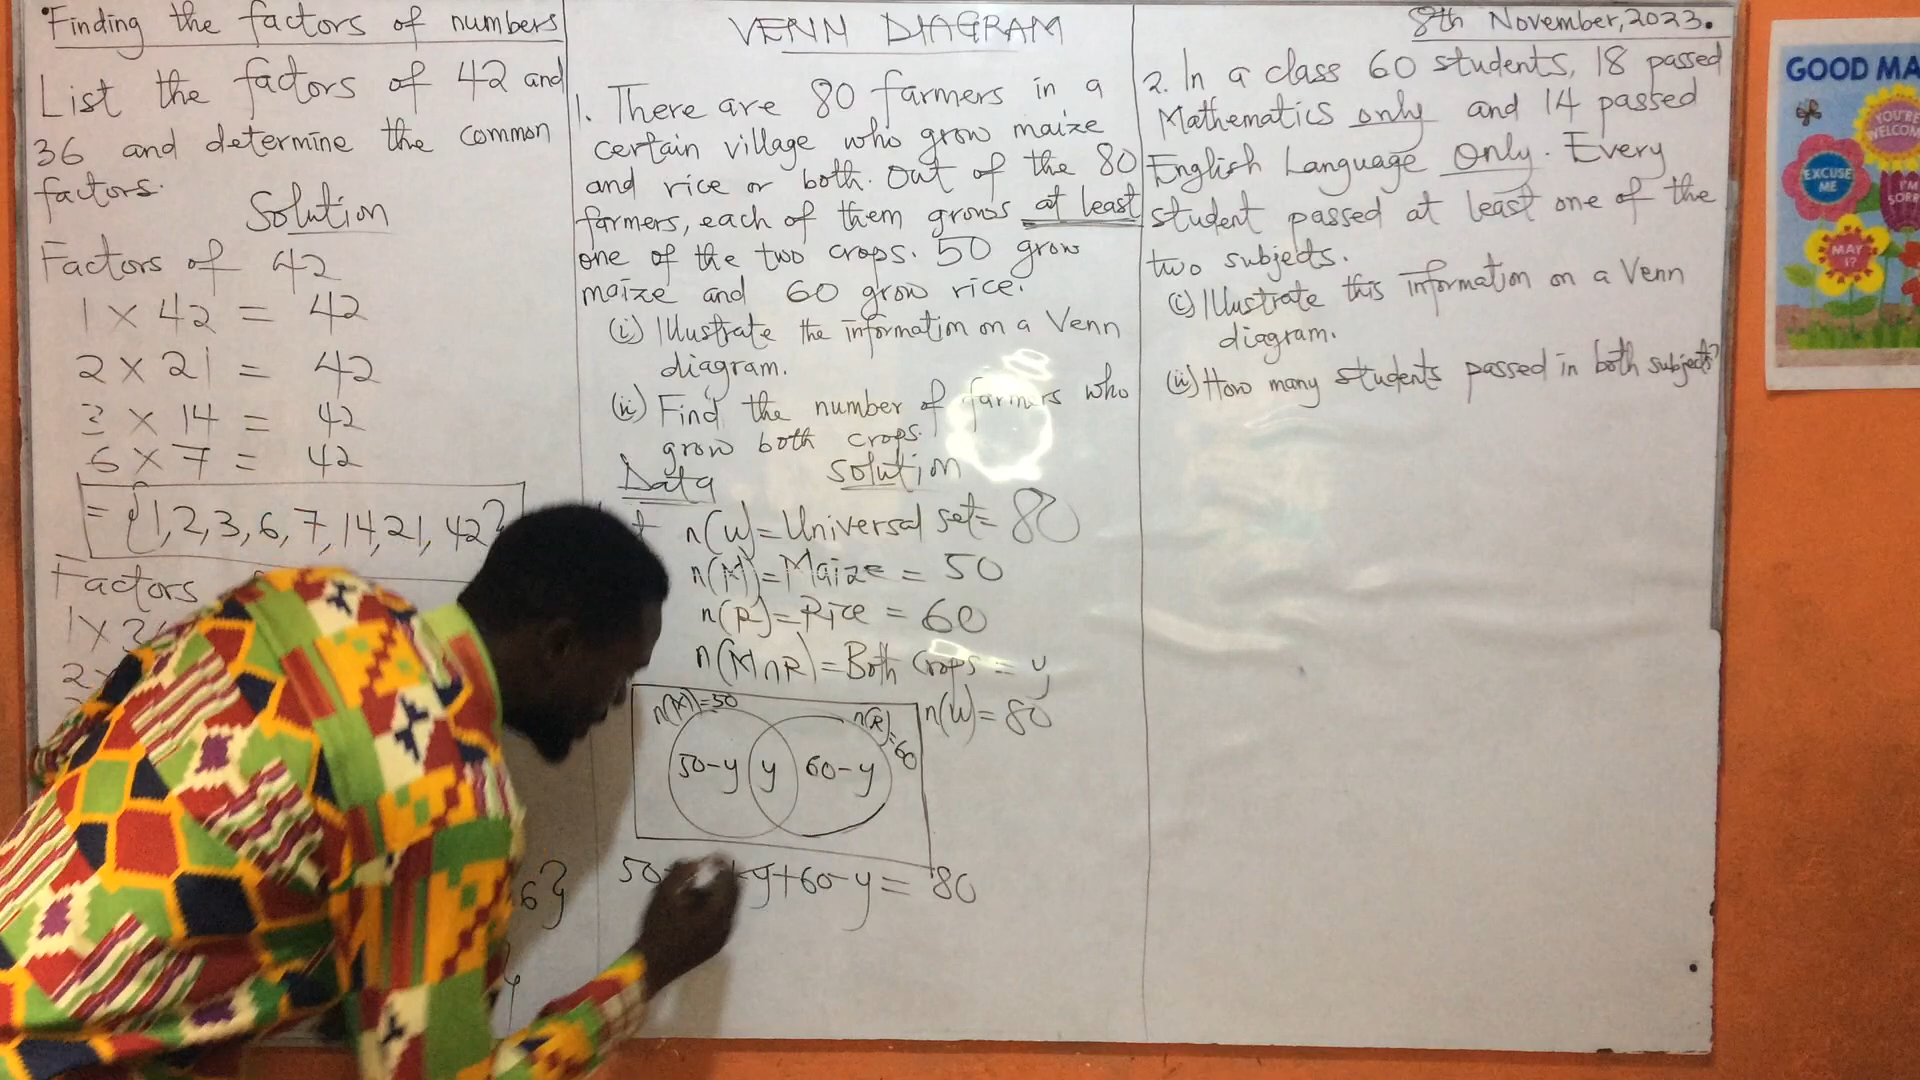 Finding the factors of numbers
List the factors of 42 and
36 and determine the common
factors.
Solution
Factors of 42
1 x 42 = 42
2 x 21 = 42
3 x 14 = 42
6 x 7 = 42
= {1, 2, 3, 6, 7, 14, 21, 42}
Factors
1 x
2 x
6}
VENN DIAGRAM
1. There are 80 farmers in a
certain village who grow maize
and rice or both. Out of the 80
farmers, each of them grows at least
one of the two crops. 50 grow
maize and 60 grow rice.
(i) Illustrate the information on a Venn
diagram.
(ii) Find the number of farmers who
grow both crops.
Data Solution
n(U)=Universal set= 80
n(M)=Maize = 50
n(R)=Rice = 60
n(M∩R)=Both Crops = y
n(M)=50
n(R)=60
n(U)=80
50-y y 60-y
50 y+60-y= 80
8th November, 2023.
2. In a class 60 students, 18 passed
Mathematics only and 14 passed
English Language Only. Every
student passed at least one of the
two subjects.
(i) Illustrate this information on a Venn
diagram.
(ii) How many students passed in both subjects?
GOOD MA
YOU'RE
WELCOM
EXCUSE
ME
I'M
SORR
MAY
I?